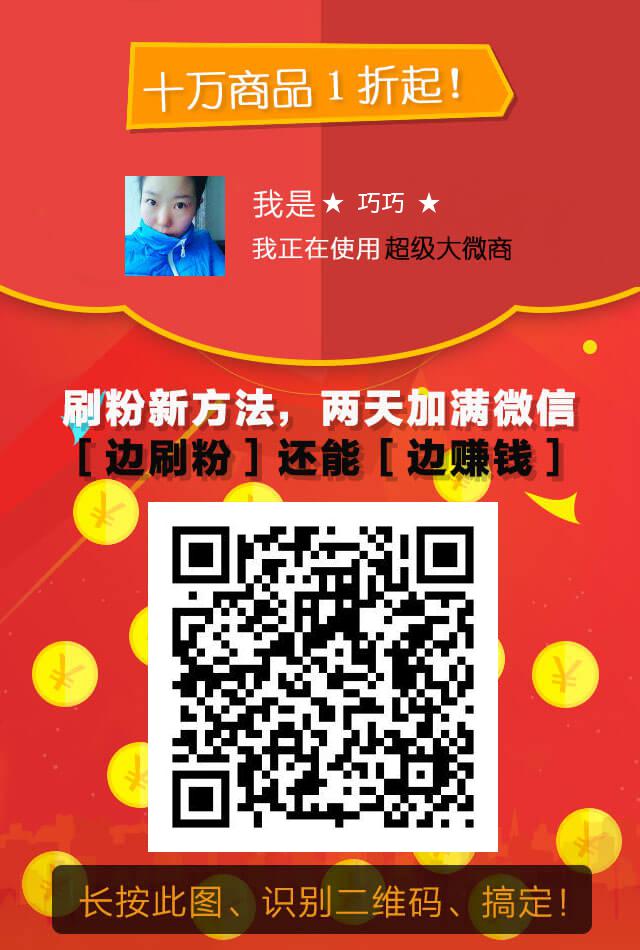 十万商品1折起！
我是★ 巧巧 ★
我正在使用超级大微商
刷粉新方法，两天加满微信
[边刷粉]还能[边赚钱]
长按此图、识别二维码、搞定！